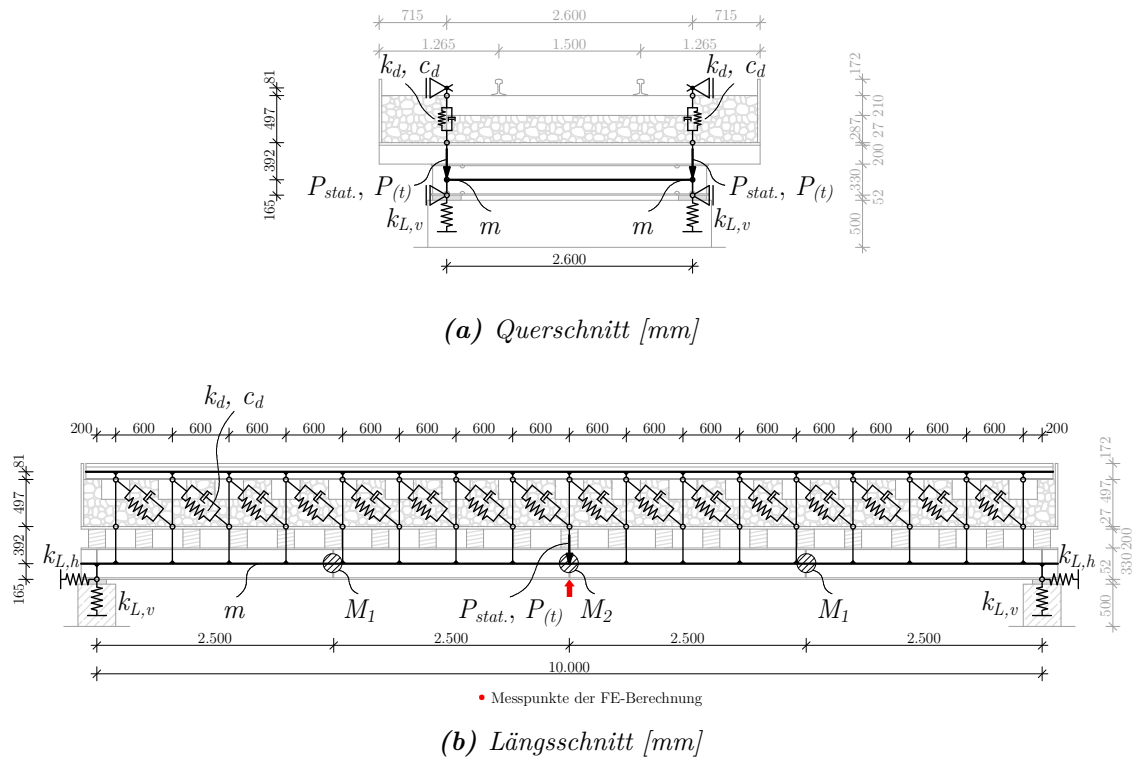 715 2.600 715
1.265 1.500 1.265
k_d, c_d k_d, c_d
81 497 392 165
172 210 287 27 200 330 52 500
P_stat., P_(t) P_stat., P_(t)
k_L,v m m k_L,v
2.600
(a) Querschnitt [mm]
k_d, c_d
200 600 600 600 600 600 600 600 600 600 600 600 600 600 600 600 600 200
81 497 392 165
172 497 27 200 330 52 500
k_L,h k_L,h
k_L,v m M_1 P_stat., P_(t) M_2 M_1 k_L,v
2.500 2.500 2.500 2.500
10.000
Messpunkte der FE-Berechnung
(b) Längsschnitt [mm]